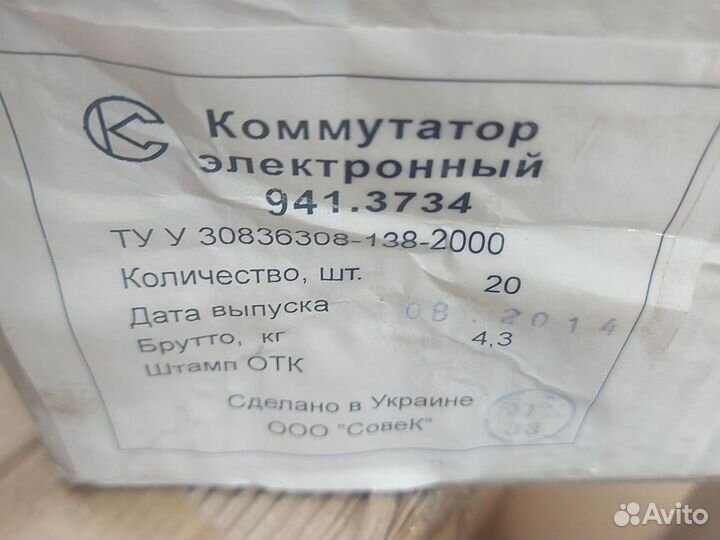 Коммутатор
электронный
941.3734
ТУ У 30836308-138-2000
Количество, шт. 20
Дата выпуска 08.2014
Брутто, кг 4,3
Штамп ОТК
Сделано в Украине
ООО "СовеК"
Avito